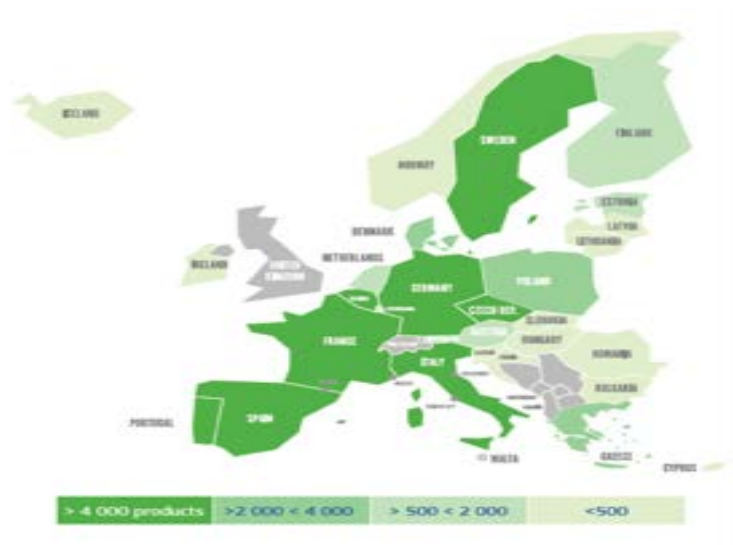 ICELAND
SWEDEN
FINLAND
NORWAY
ESTONIA
LATVIA
LITHUANIA
DENMARK
NETHERLANDS
IRELAND
UNITED
KINGDOM
GERMANY
POLAND
CZECH REP.
SLOVAKIA
FRANCE
HUNGARY
ITALY
ROMANIA
BULGARIA
PORTUGAL
SPAIN
GREECE
MALTA
CYPRUS
> 4 000 products
>2 000 < 4 000
> 500 < 2 000
<500